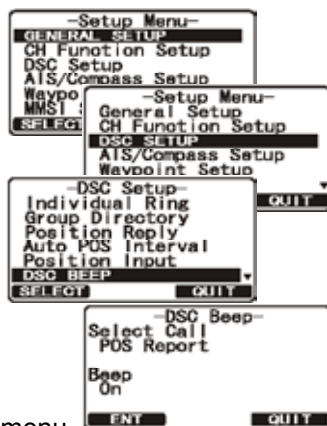 -Setup Menu-
GENERAL SETUP
CH Function Setup
DSC Setup
AIS/Compass Setup
Waypo
MMSI
SELECT
-Setup Menu-
General Setup
CH Function Setup
DSC SETUP
AIS/Compass Setup
Waypoint Setup
QUIT
-DSC Setup-
Individual Ring
Group Directory
Position Reply
Auto POS Interval
Position Input
DSC BEEP
SELECT QUIT
-DSC Beep-
Select Call
POS Report
Beep
On
ENT QUIT
menu